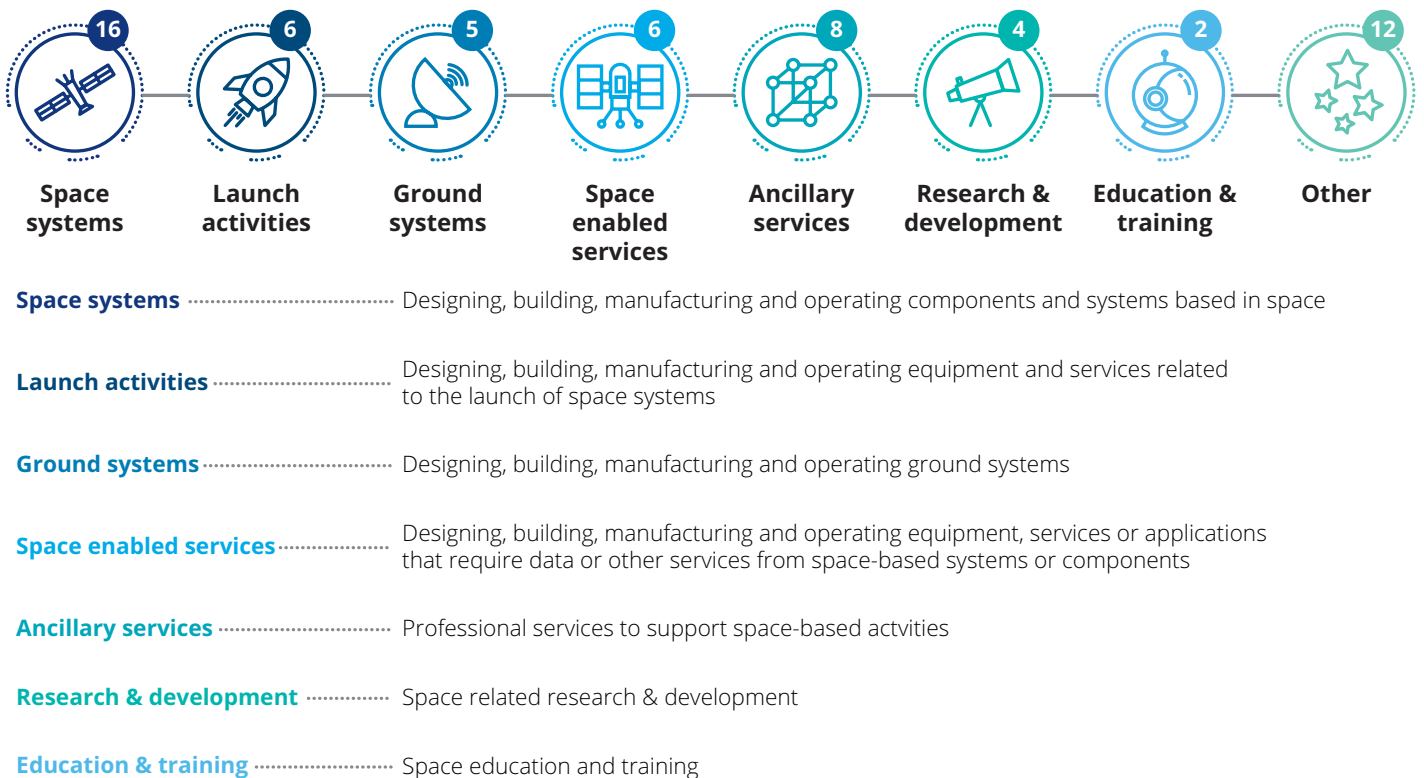 16 6 5 6 8 4 2 12
Space Launch Ground Space Ancillary Research & Education & Other
systems activities systems enabled services development training
services
Space systems Designing, building, manufacturing and operating components and systems based in space
Launch activities Designing, building, manufacturing and operating equipment and services related
to the launch of space systems
Ground systems Designing, building, manufacturing and operating ground systems
Space enabled services Designing, building, manufacturing and operating equipment, services or applications
that require data or other services from space-based systems or components
Ancillary services Professional services to support space-based actvities
Research & development Space related research & development
Education & training Space education and training